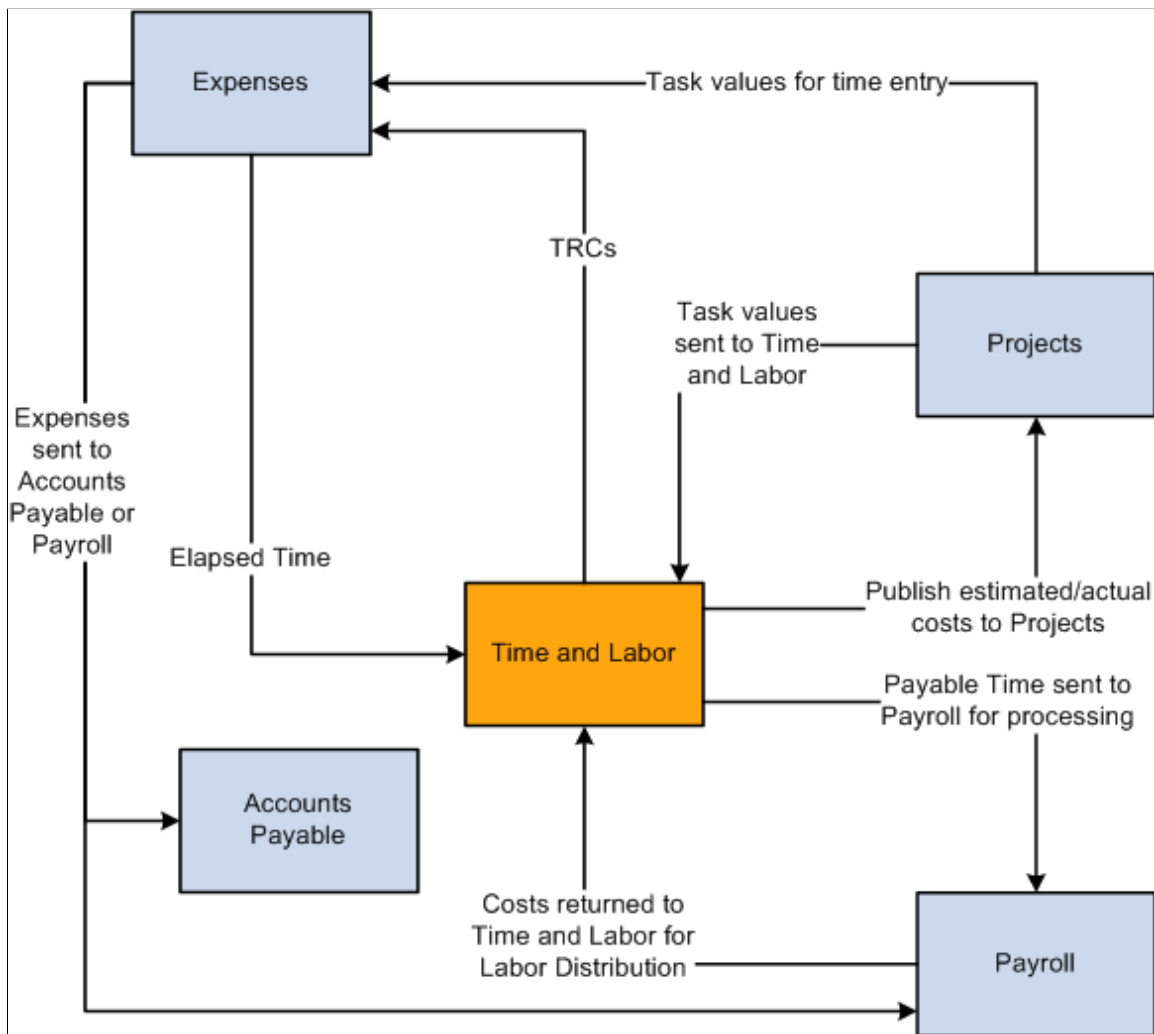 Expenses
Task values for time entry
TRCs
Task values
sent to Time
and Labor
Projects
Expenses
sent to
Accounts
Payable or
Payroll
Elapsed Time
Time and Labor
Publish estimated/actual
costs to Projects
Payable Time sent to
Payroll for processing
Accounts
Payable
Costs returned to
Time and Labor for
Labor Distribution
Payroll